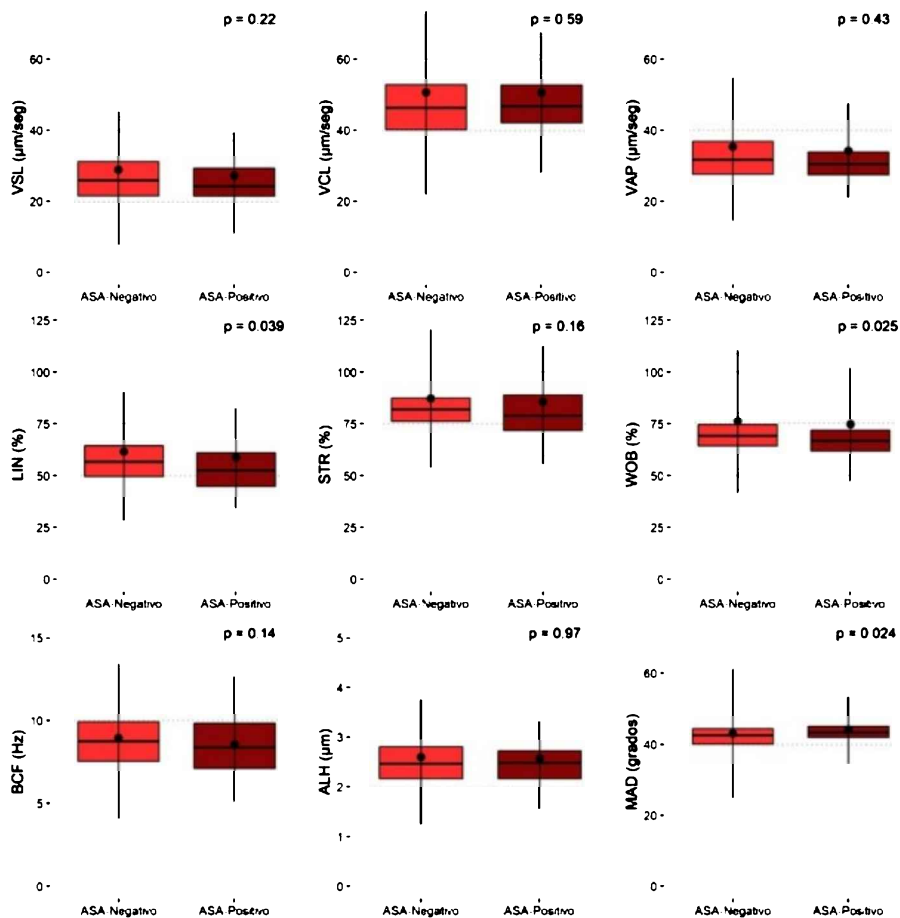 p = 0.22
VSL (µm/seg)
60
40
20
0
ASA-Negativo
ASA-Positivo
p = 0.59
VCL (µm/seg)
60
40
20
0
ASA-Negativo
ASA-Positivo
p = 0.43
VAP (µm/seg)
60
40
20
0
ASA-Negativo
ASA-Positivo
p = 0.039
LIN (%)
125
100
75
50
25
0
ASA-Negativo
ASA-Positivo
p = 0.16
STR (%)
125
100
75
50
25
0
ASA-Negativo
ASA-Positivo
p = 0.025
WOB (%)
125
100
75
50
25
0
ASA-Negativo
ASA-Positivo
p = 0.14
BCF (Hz)
15
10
5
0
ASA-Negativo
ASA-Positivo
p = 0.97
ALH (µm)
5
4
3
2
1
0
ASA-Negativo
ASA-Positivo
p = 0.024
MAD (grados)
60
40
20
0
ASA-Negativo
ASA-Positivo